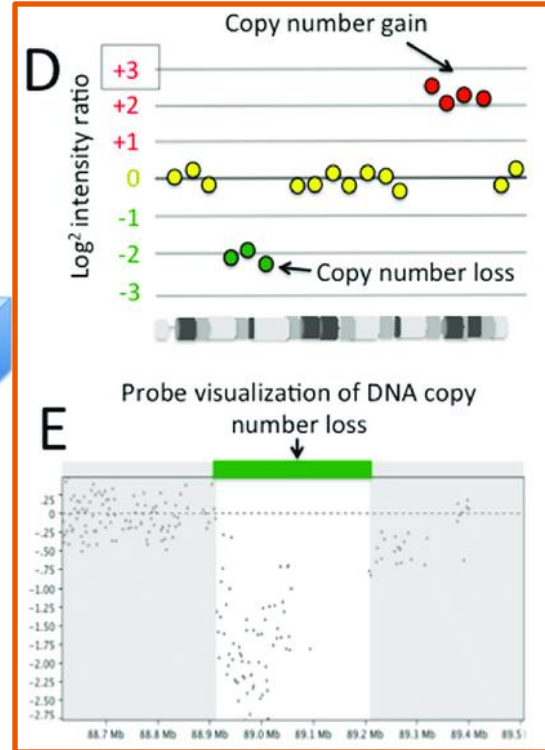 Copy number gain
D
Log² intensity ratio
+3
+2
+1
0
-1
-2
-3
Copy number loss
Probe visualization of DNA copy
number loss
E
.25
0
-.25
-.50
-.75
-1.00
-1.25
-1.50
-1.75
-2.00
-2.25
-2.50
-2.75
88.7 Mb 88.8 Mb 88.9 Mb 89.0 Mb 89.1 Mb 89.2 Mb 89.3 Mb 89.4 Mb 89.5